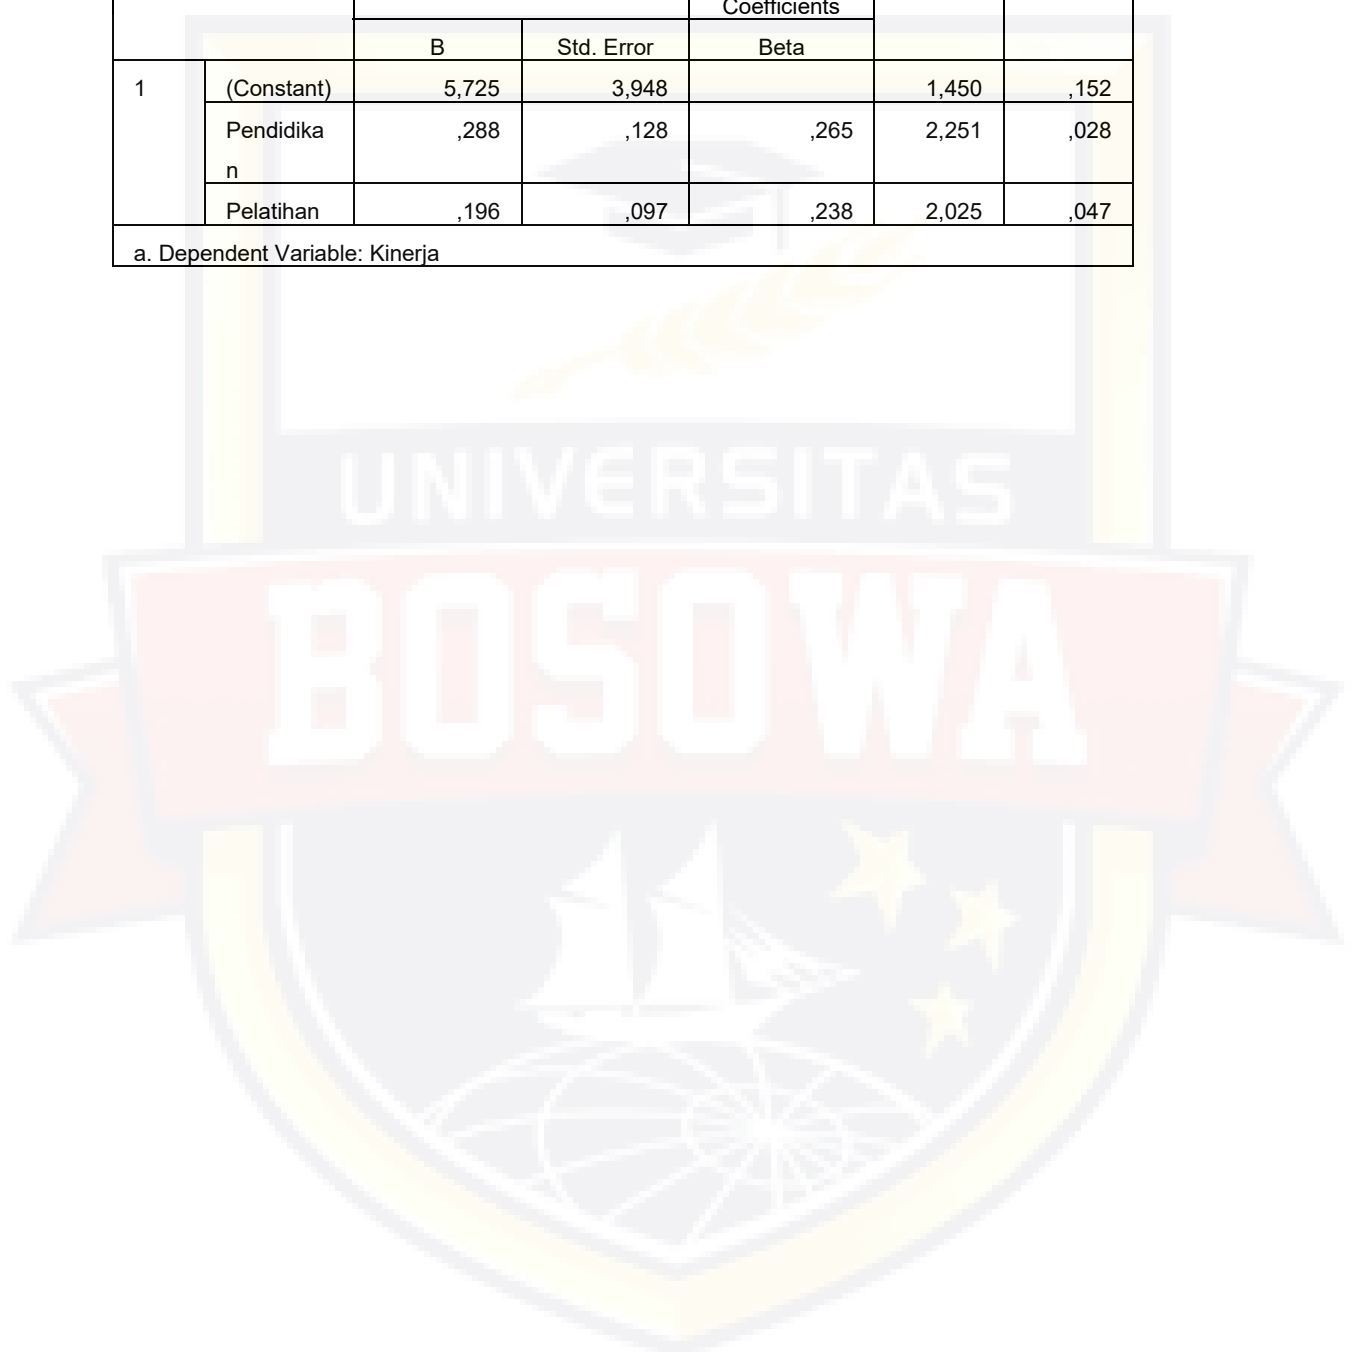 Coefficients
B Std. Error Beta
1 (Constant) 5,725 3,948 1,450 ,152
Pendidika ,288 ,128 ,265 2,251 ,028
n
Pelatihan ,196 ,097 ,238 2,025 ,047
a. Dependent Variable: Kinerja
UNIVERSITAS
BOSOWA